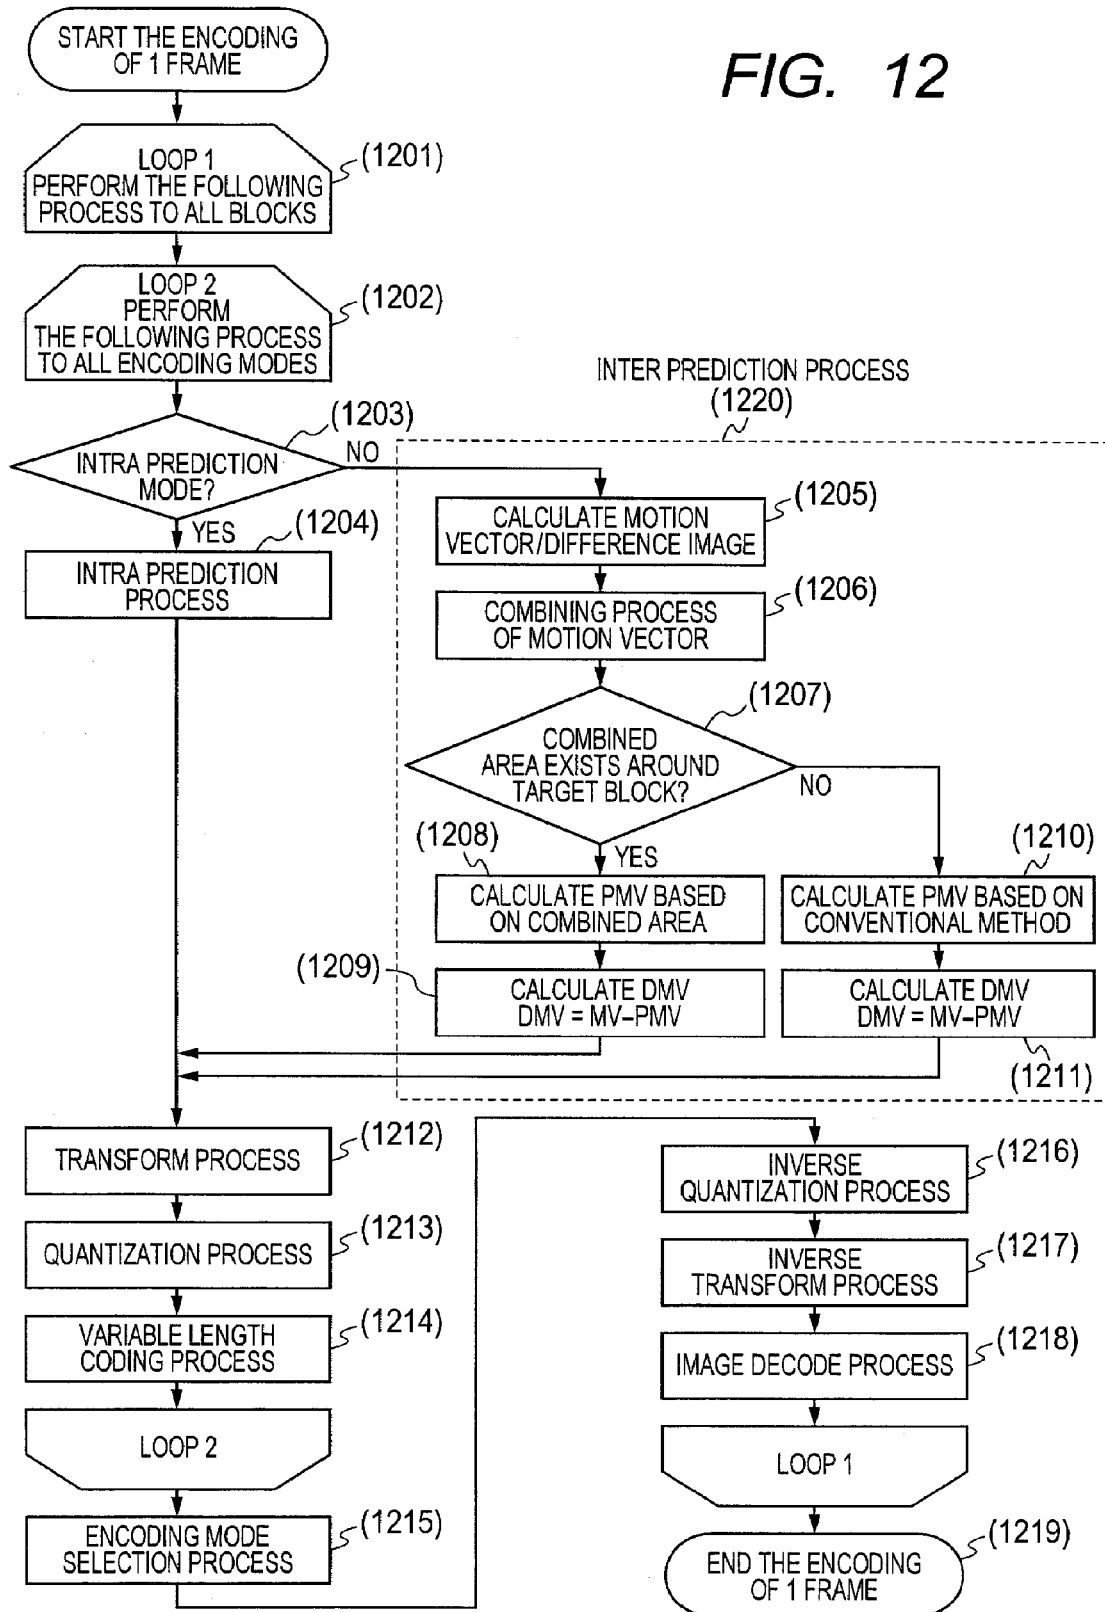 START THE ENCODING
OF 1 FRAME
FIG. 12
LOOP 1
PERFORM THE FOLLOWING
PROCESS TO ALL BLOCKS
(1201)
LOOP 2
PERFORM
THE FOLLOWING PROCESS
TO ALL ENCODING MODES
(1202)
INTRA PREDICTION
MODE?
(1203)
NO
YES
(1204)
INTRA PREDICTION
PROCESS
INTER PREDICTION PROCESS
(1220)
CALCULATE MOTION
VECTOR/DIFFERENCE IMAGE
(1205)
COMBINING PROCESS
OF MOTION VECTOR
(1206)
(1207)
COMBINED
AREA EXISTS AROUND
TARGET BLOCK?
NO
YES
(1208)
CALCULATE PMV BASED
ON COMBINED AREA
(1210)
CALCULATE PMV BASED ON
CONVENTIONAL METHOD
(1209)
CALCULATE DMV
DMV = MV–PMV
CALCULATE DMV
DMV = MV–PMV
(1211)
TRANSFORM PROCESS
(1212)
QUANTIZATION PROCESS
(1213)
VARIABLE LENGTH
CODING PROCESS
(1214)
LOOP 2
ENCODING MODE
SELECTION PROCESS
(1215)
INVERSE
QUANTIZATION PROCESS
(1216)
INVERSE
TRANSFORM PROCESS
(1217)
IMAGE DECODE PROCESS
(1218)
LOOP 1
END THE ENCODING
OF 1 FRAME
(1219)